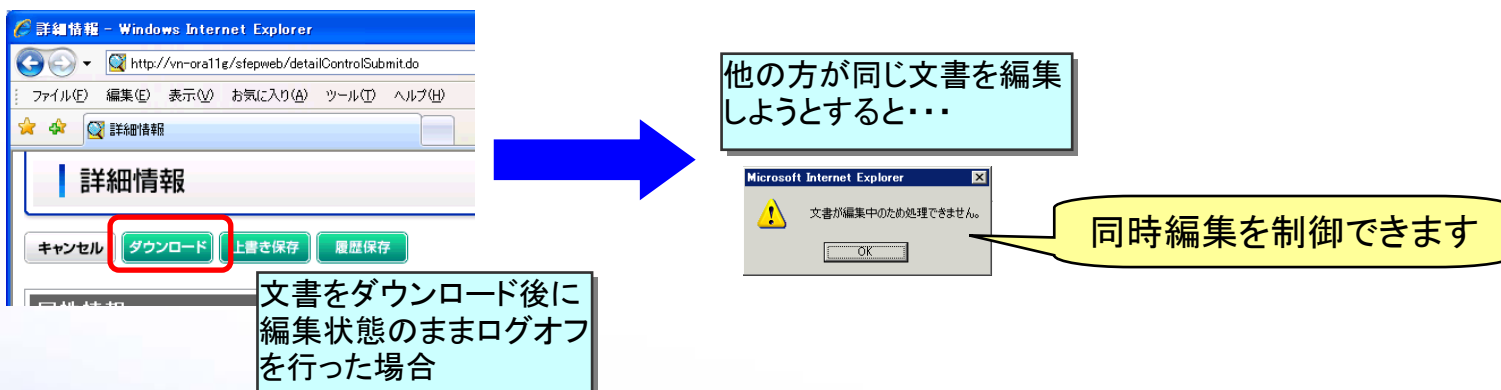 詳細情報 - Windows Internet Explorer
http://vn-ora11g/sfepweb/detailControlSubmit.do
ファイル(F) 編集(E) 表示(V) お気に入り(A) ツール(T) ヘルプ(H)
詳細情報
詳細情報
キャンセル ダウンロード 上書き保存 履歴保存
文書をダウンロード後に
編集状態のままログオフ
を行った場合
他の方が同じ文書を編集
しようとすると・・・
Microsoft Internet Explorer
文書が編集中のため処理できません。
OK
同時編集を制御できます